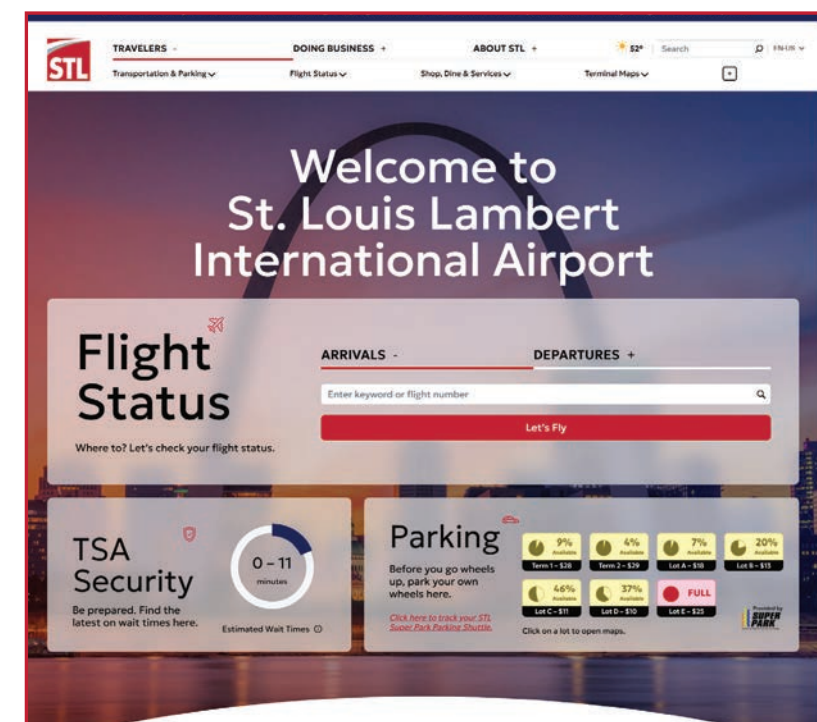 STL
TRAVELERS -
DOING BUSINESS +
ABOUT STL +
52°
Search
EN-US
Transportation & Parking
Flight Status
Shop, Dine & Services
Terminal Maps
+
Welcome to
St. Louis Lambert
International Airport
Flight
Status
Where to? Let's check your flight status.
ARRIVALS -
DEPARTURES +
Enter keyword or flight number
Let's Fly
TSA
Security
Be prepared. Find the
latest on wait times here.
0 – 11
minutes
Estimated Wait Times
Parking
Before you go wheels
up, park your own
wheels here.
Click here to track your STL
Super Park Parking Shuttle.
9%
Available
Term 1 – $28
4%
Available
Term 2 – $29
7%
Available
Lot A – $18
20%
Available
Lot B – $15
46%
Available
Lot C – $11
37%
Available
Lot D – $10
FULL
Lot E – $25
Click on a lot to open maps.
Provided by
SUPER
PARK